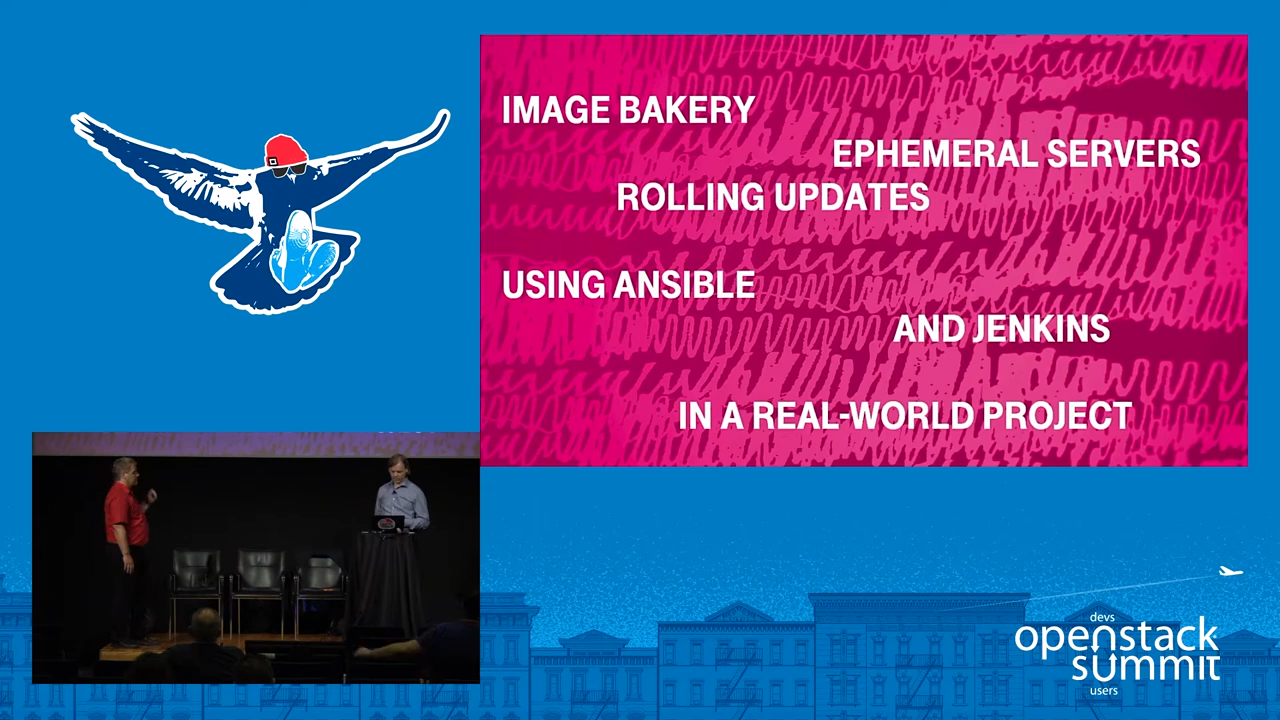 IMAGE BAKERY
EPHEMERAL SERVERS
ROLLING UPDATES
USING ANSIBLE
AND JENKINS
IN A REAL-WORLD PROJECT
devs
openstack
summit
users